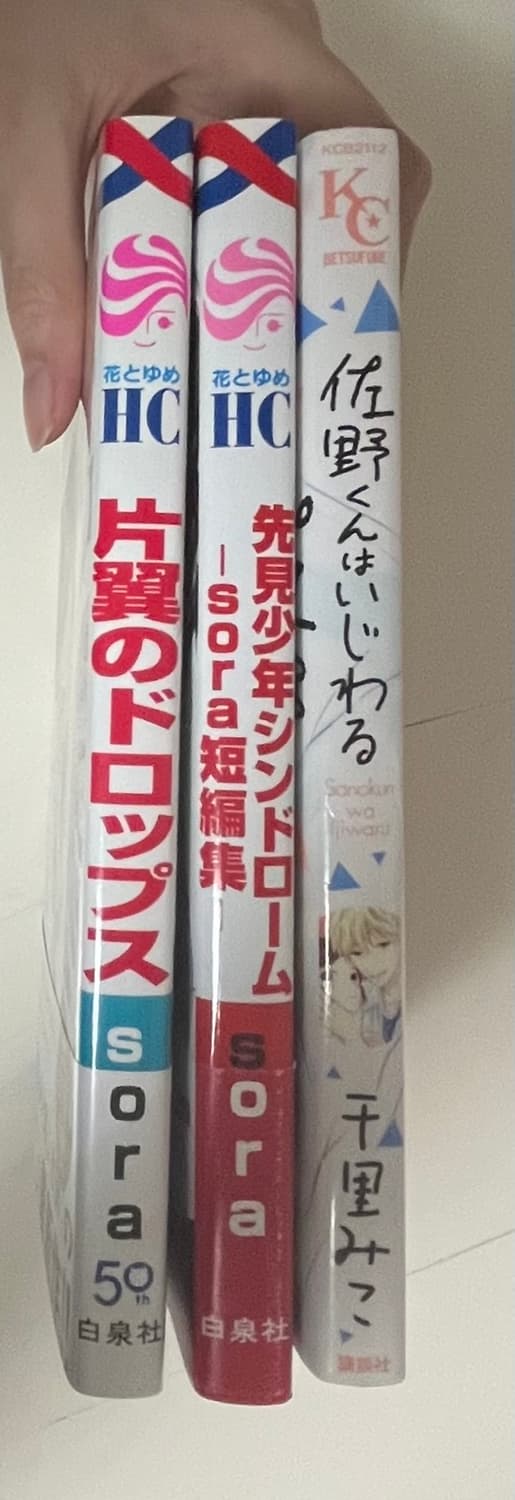 花とゆめ
HC
片翼のドロップス
sora
50th
白泉社
花とゆめ
HC
先見少年シンドローム
―sora短編集
sora
白泉社
KCB2112
KC
BETSUFURE
佐野くんはいじわる
Sanokun
wa
ijiwaru
千里みこ
講談社